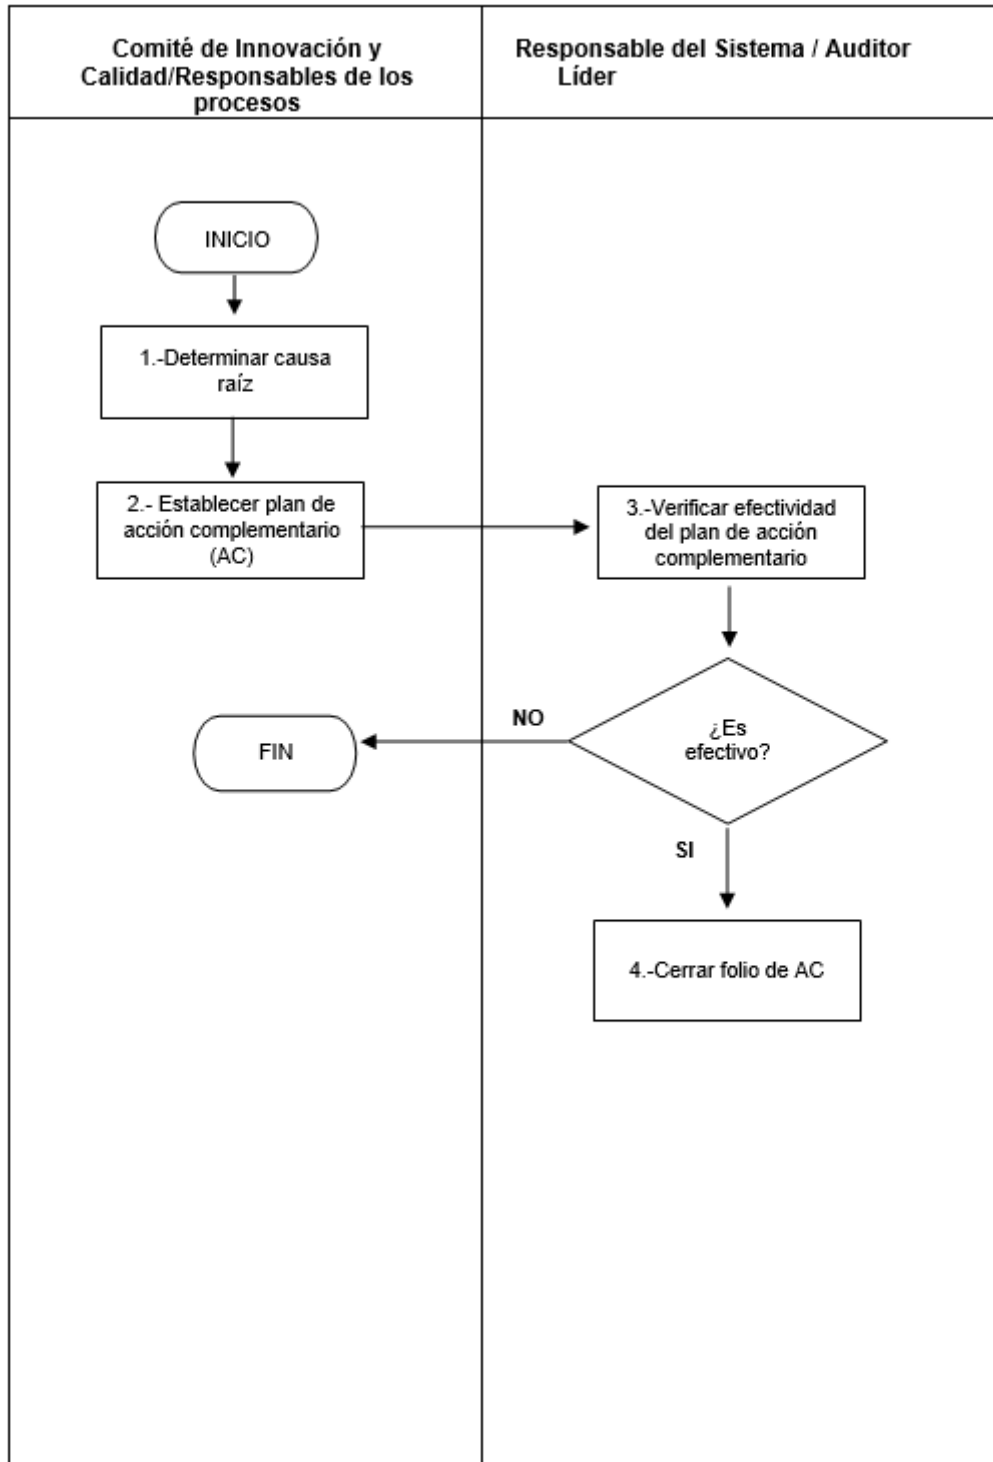 Comité de Innovación y
Calidad/Responsables de los
procesos
Responsable del Sistema / Auditor
Líder
INICIO
1.-Determinar causa
raíz
2.- Establecer plan de
acción complementario
(AC)
3.-Verificar efectividad
del plan de acción
complementario
¿Es
efectivo?
NO
FIN
SI
4.-Cerrar folio de AC